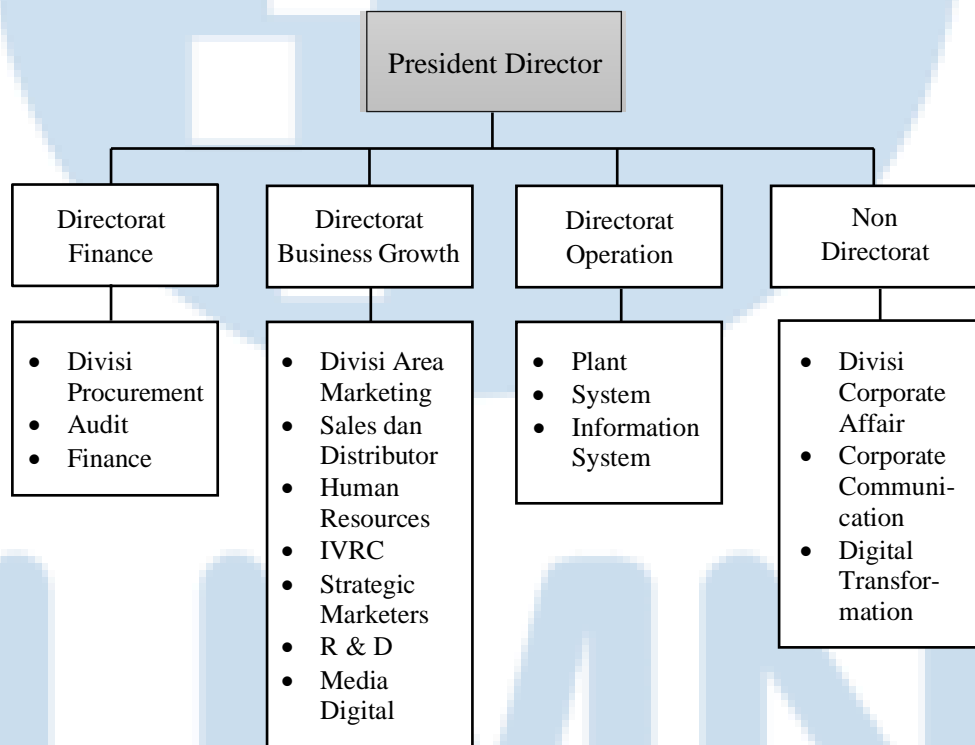 President Director
Directorat
Finance
Directorat
Business Growth
Directorat
Operation
Non
Directorat
• Divisi
Procurement
• Audit
• Finance
• Divisi Area
Marketing
• Sales dan
Distributor
• Human
Resources
• IVRC
• Strategic
Marketers
• R & D
• Media
Digital
• Plant
• System
• Information
System
• Divisi
Corporate
Affair
• Corporate
Communi-
cation
• Digital
Transfor-
mation